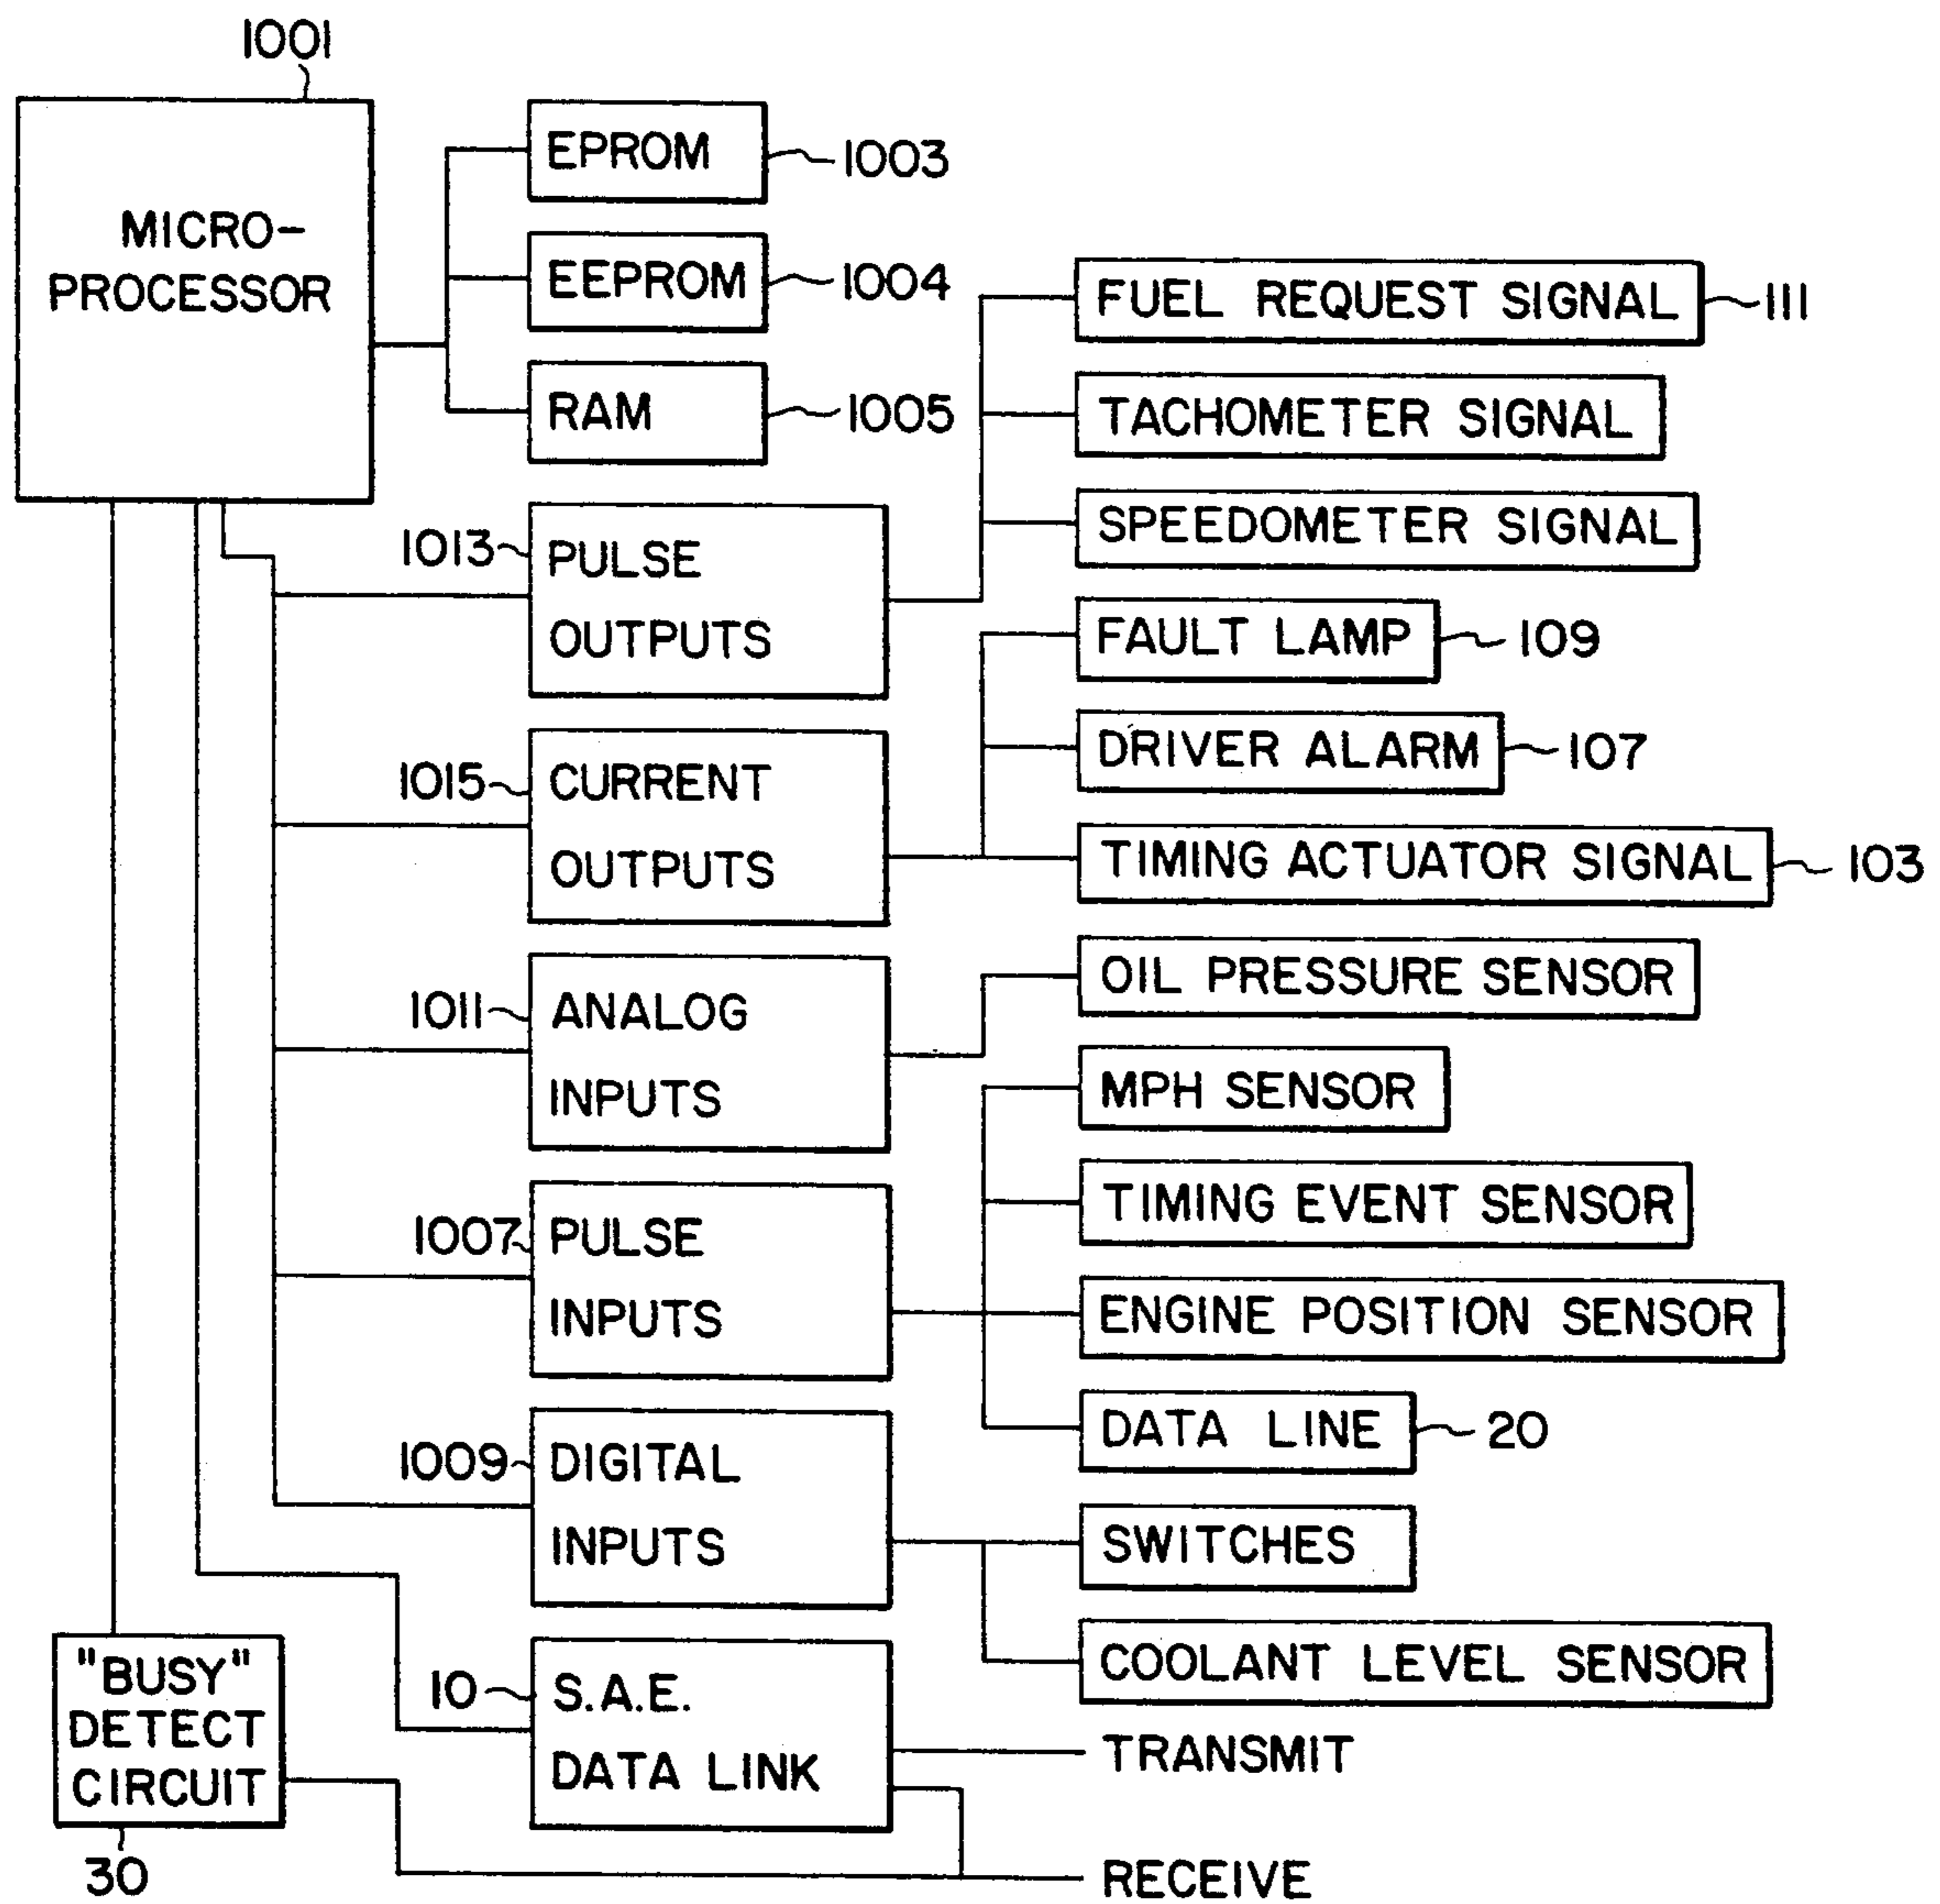 1001
MICRO-
PROCESSOR
EPROM
1003
EEPROM
1004
RAM
1005
1013
PULSE
OUTPUTS
FUEL REQUEST SIGNAL
111
TACHOMETER SIGNAL
SPEEDOMETER SIGNAL
1015
CURRENT
OUTPUTS
FAULT LAMP
109
DRIVER ALARM
107
TIMING ACTUATOR SIGNAL
103
1011
ANALOG
INPUTS
OIL PRESSURE SENSOR
1007
PULSE
INPUTS
MPH SENSOR
TIMING EVENT SENSOR
ENGINE POSITION SENSOR
DATA LINE
20
1009
DIGITAL
INPUTS
SWITCHES
COOLANT LEVEL SENSOR
"BUSY"
DETECT
CIRCUIT
30
10
S.A.E.
DATA LINK
TRANSMIT
RECEIVE